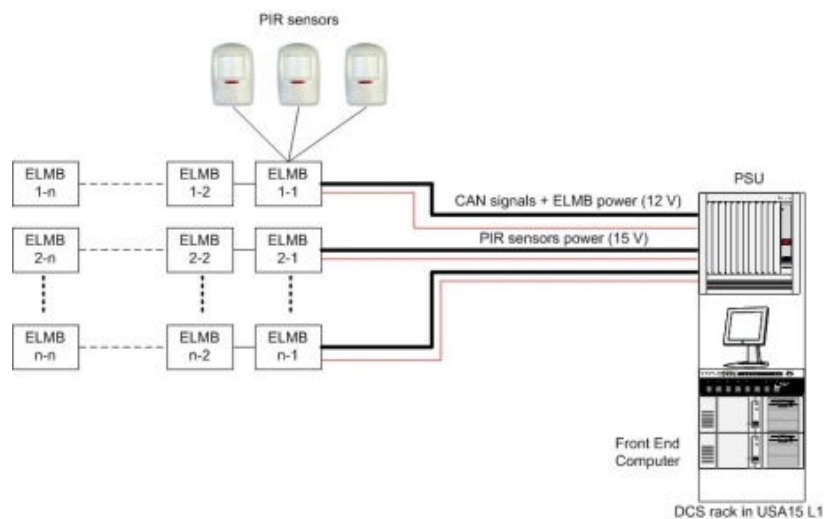 PIR sensors
ELMB
1-n
ELMB
1-2
ELMB
1-1
PSU
CAN signals + ELMB power (12 V)
ELMB
2-n
ELMB
2-2
ELMB
2-1
PIR sensors power (15 V)
ELMB
n-n
ELMB
n-2
ELMB
n-1
Front End
Computer
DCS rack in USA15 L1